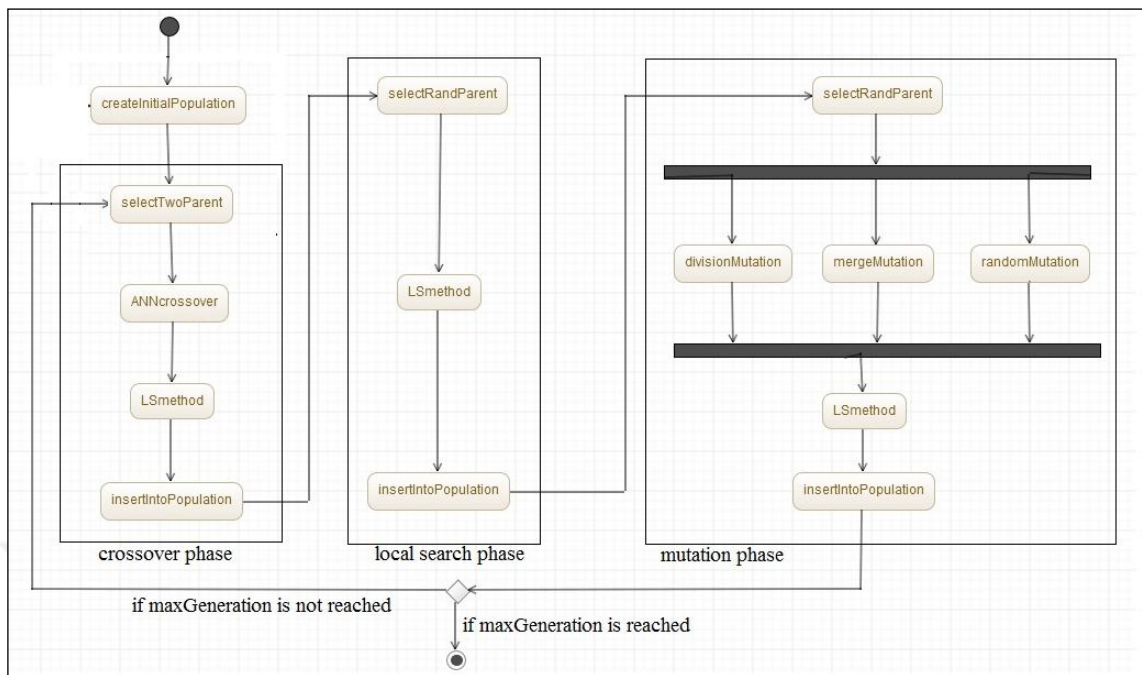 createInitialPopulation
selectTwoParent
ANNcrossover
LSmethod
insertIntoPopulation
crossover phase
selectRandParent
LSmethod
insertIntoPopulation
local search phase
selectRandParent
divisionMutation
mergeMutation
randomMutation
LSmethod
insertIntoPopulation
mutation phase
if maxGeneration is not reached
if maxGeneration is reached